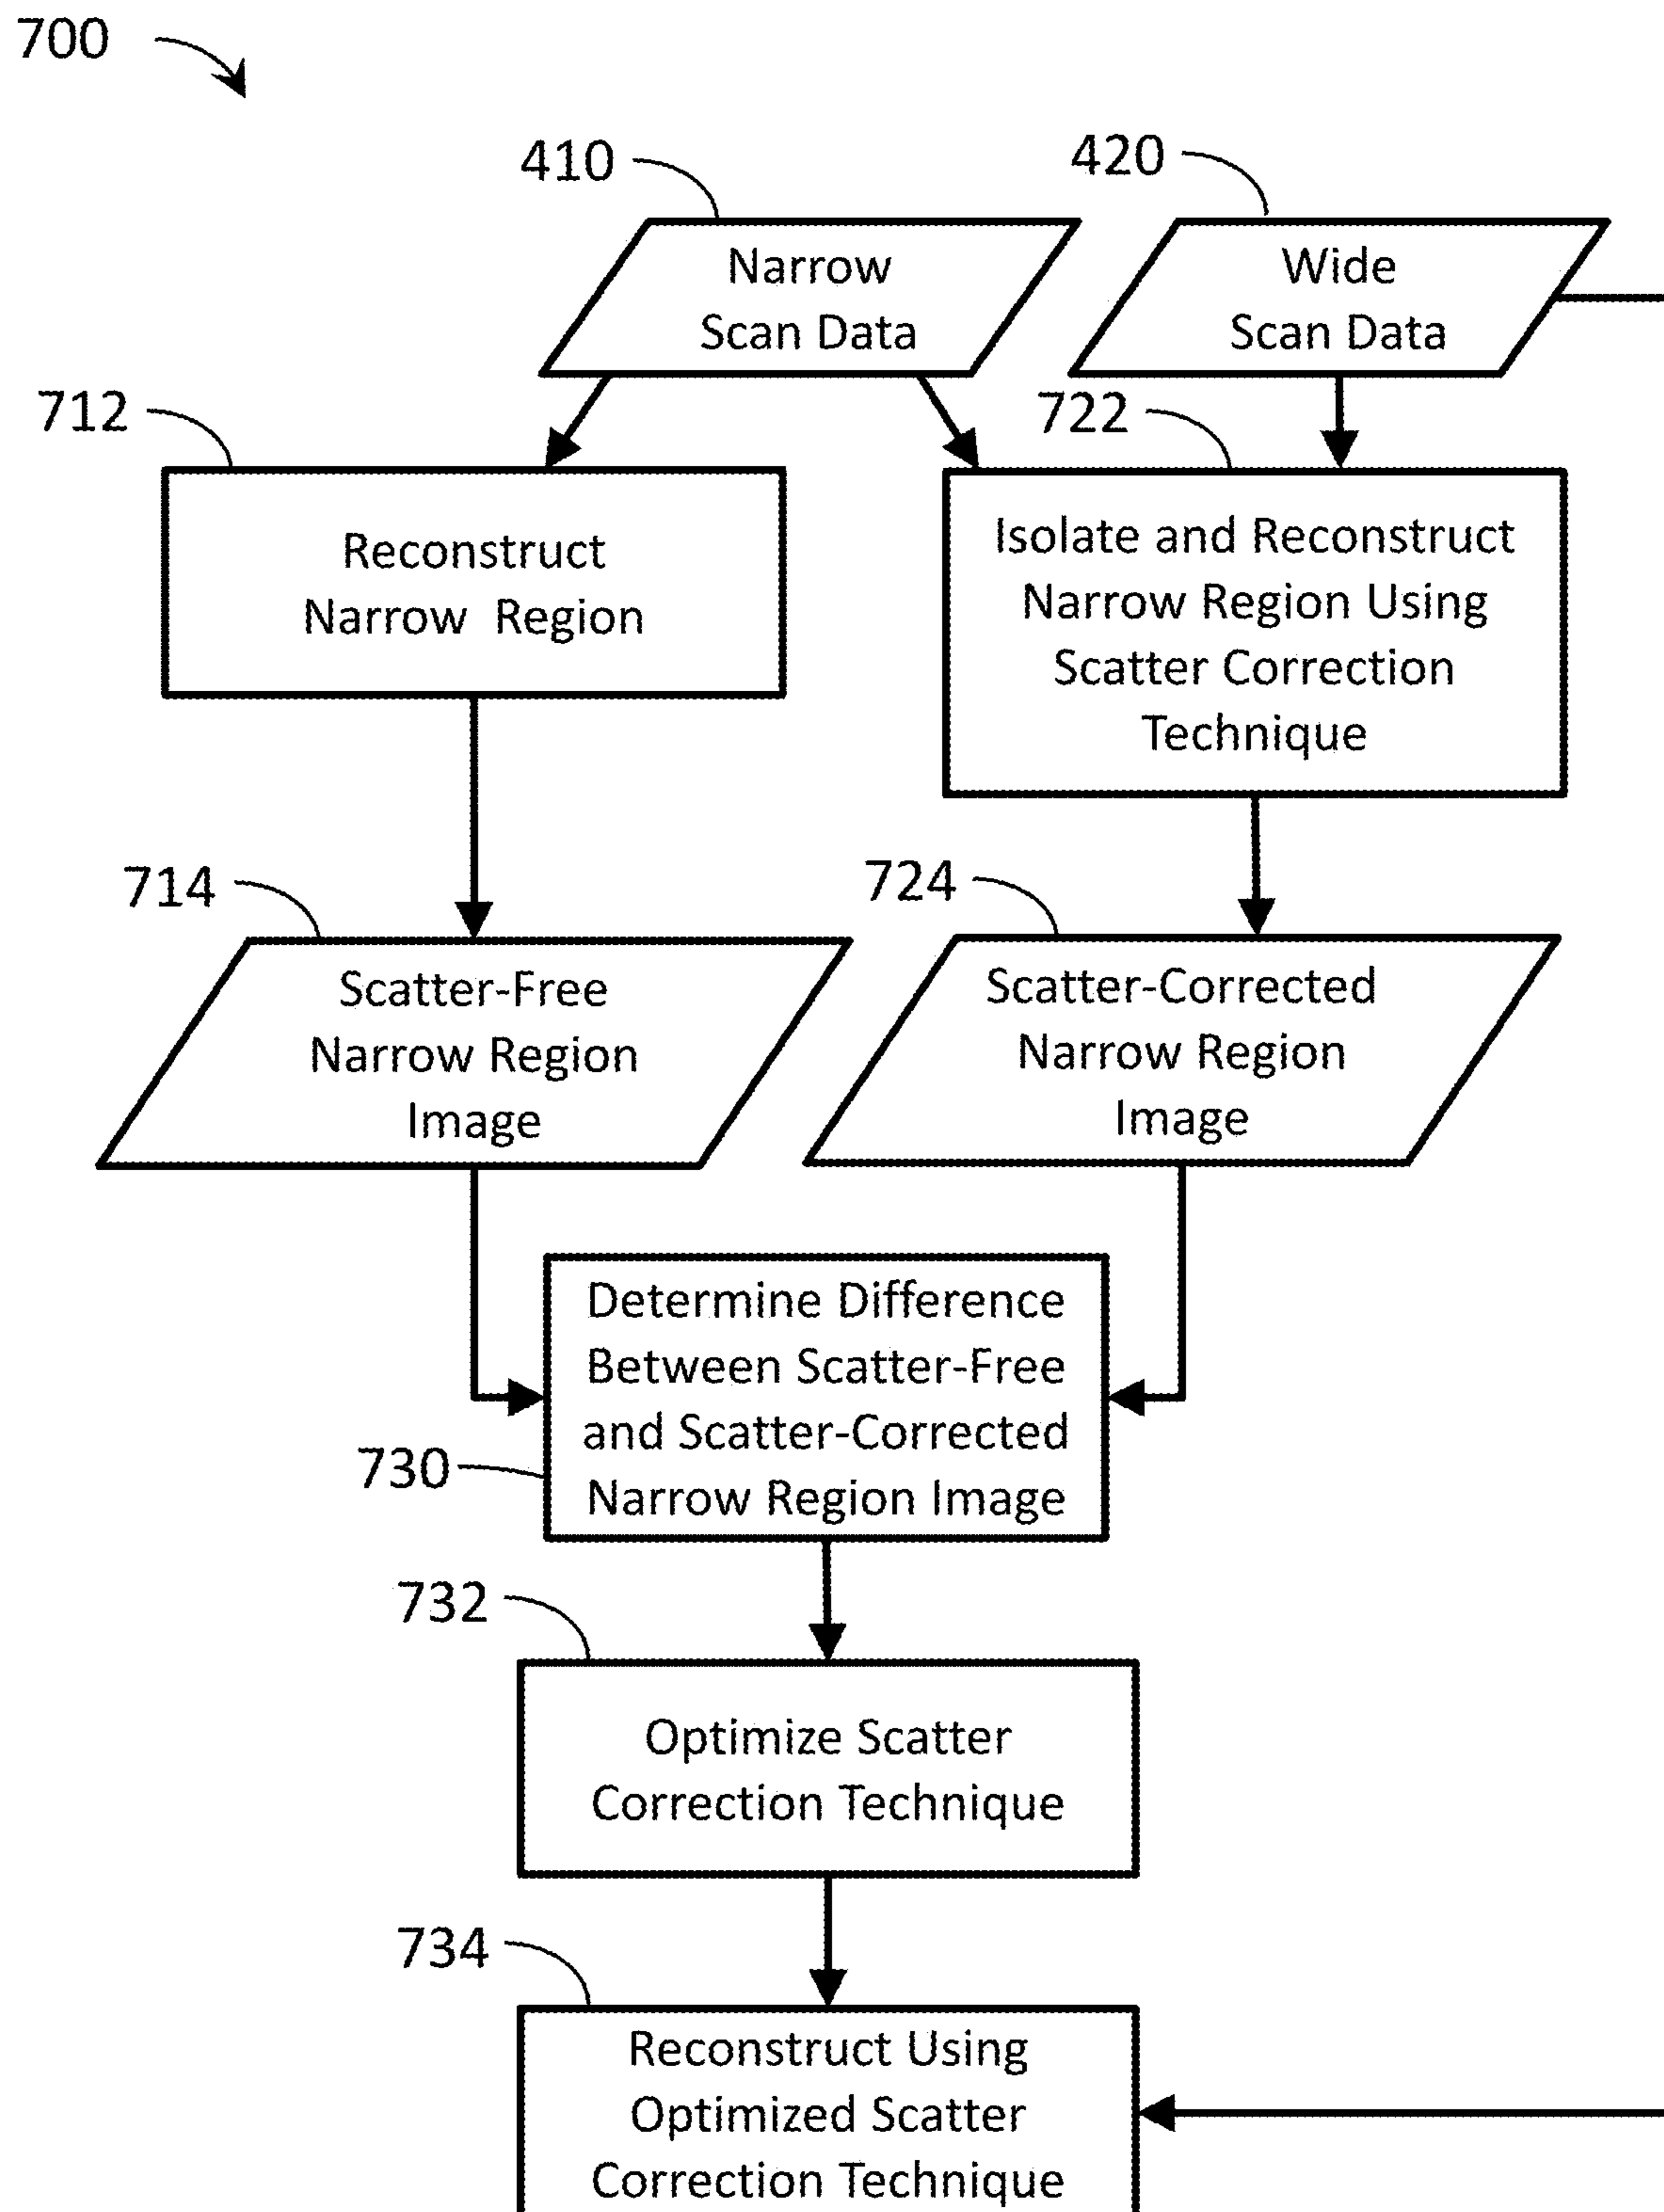 700
410
420
Narrow
Scan Data
Wide
Scan Data
712
722
Reconstruct
Narrow Region
Isolate and Reconstruct
Narrow Region Using
Scatter Correction
Technique
714
724
Scatter-Free
Narrow Region
Image
Scatter-Corrected
Narrow Region
Image
Determine Difference
Between Scatter-Free
and Scatter-Corrected
Narrow Region Image
730
732
Optimize Scatter
Correction Technique
734
Reconstruct Using
Optimized Scatter
Correction Technique